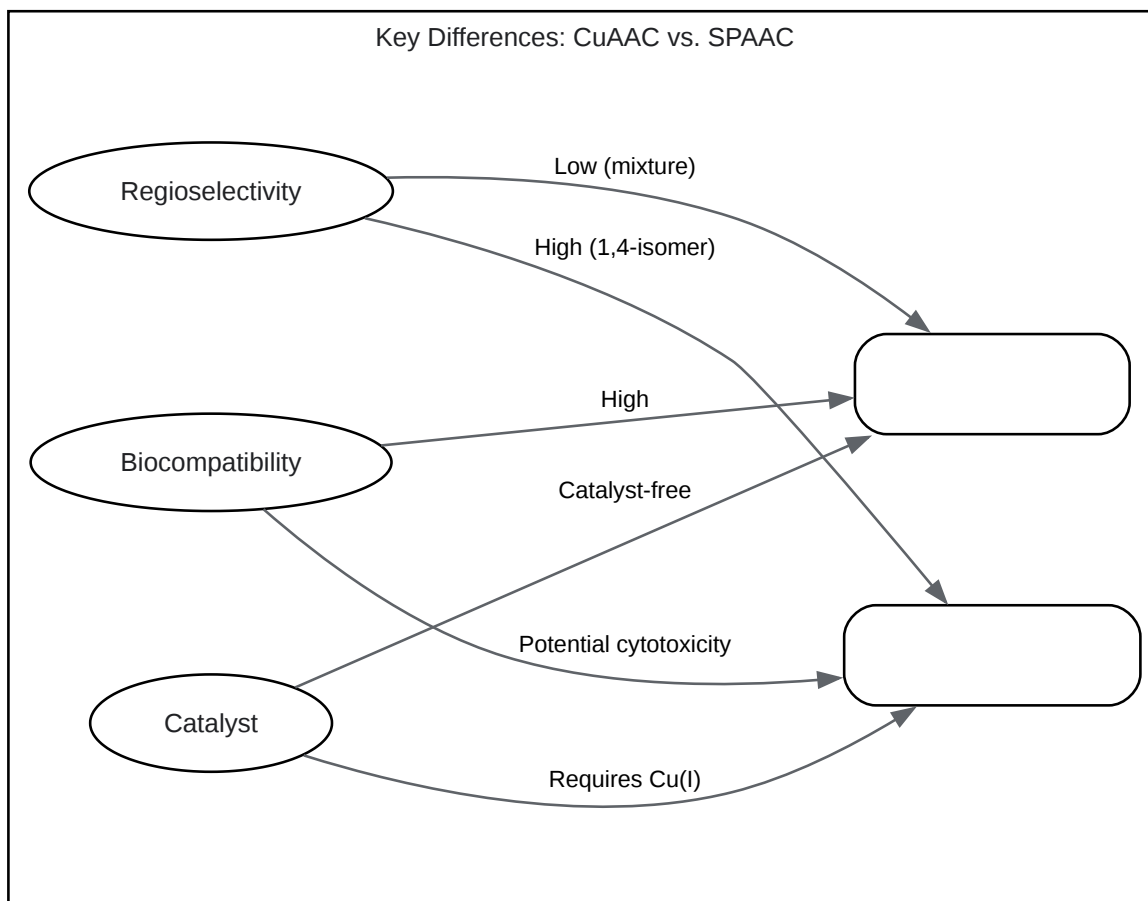 Key Differences: CuAAC vs. SPAAC
Low (mixture)
Regioselectivity
High (1,4-isomer)
High
Biocompatibility
Catalyst-free
Potential cytotoxicity
Catalyst
Requires Cu(I)